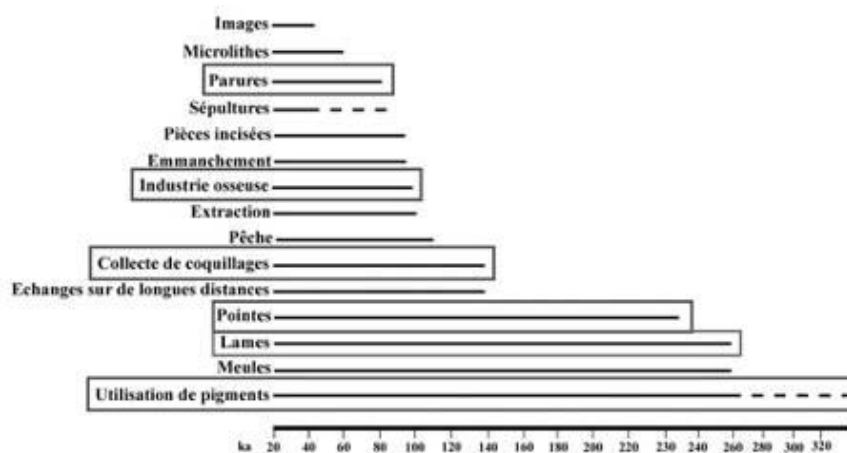 Images
Microlithes
Parures
Sépultures
Pièces incisées
Emmanchement
Industrie osseuse
Extraction
Pêche
Collecte de coquillages
Echanges sur de longues distances
Pointes
Lames
Meules
Utilisation de pigments
ka 20 40 60 80 100 120 140 160 180 200 220 230 240 260 280 300 320